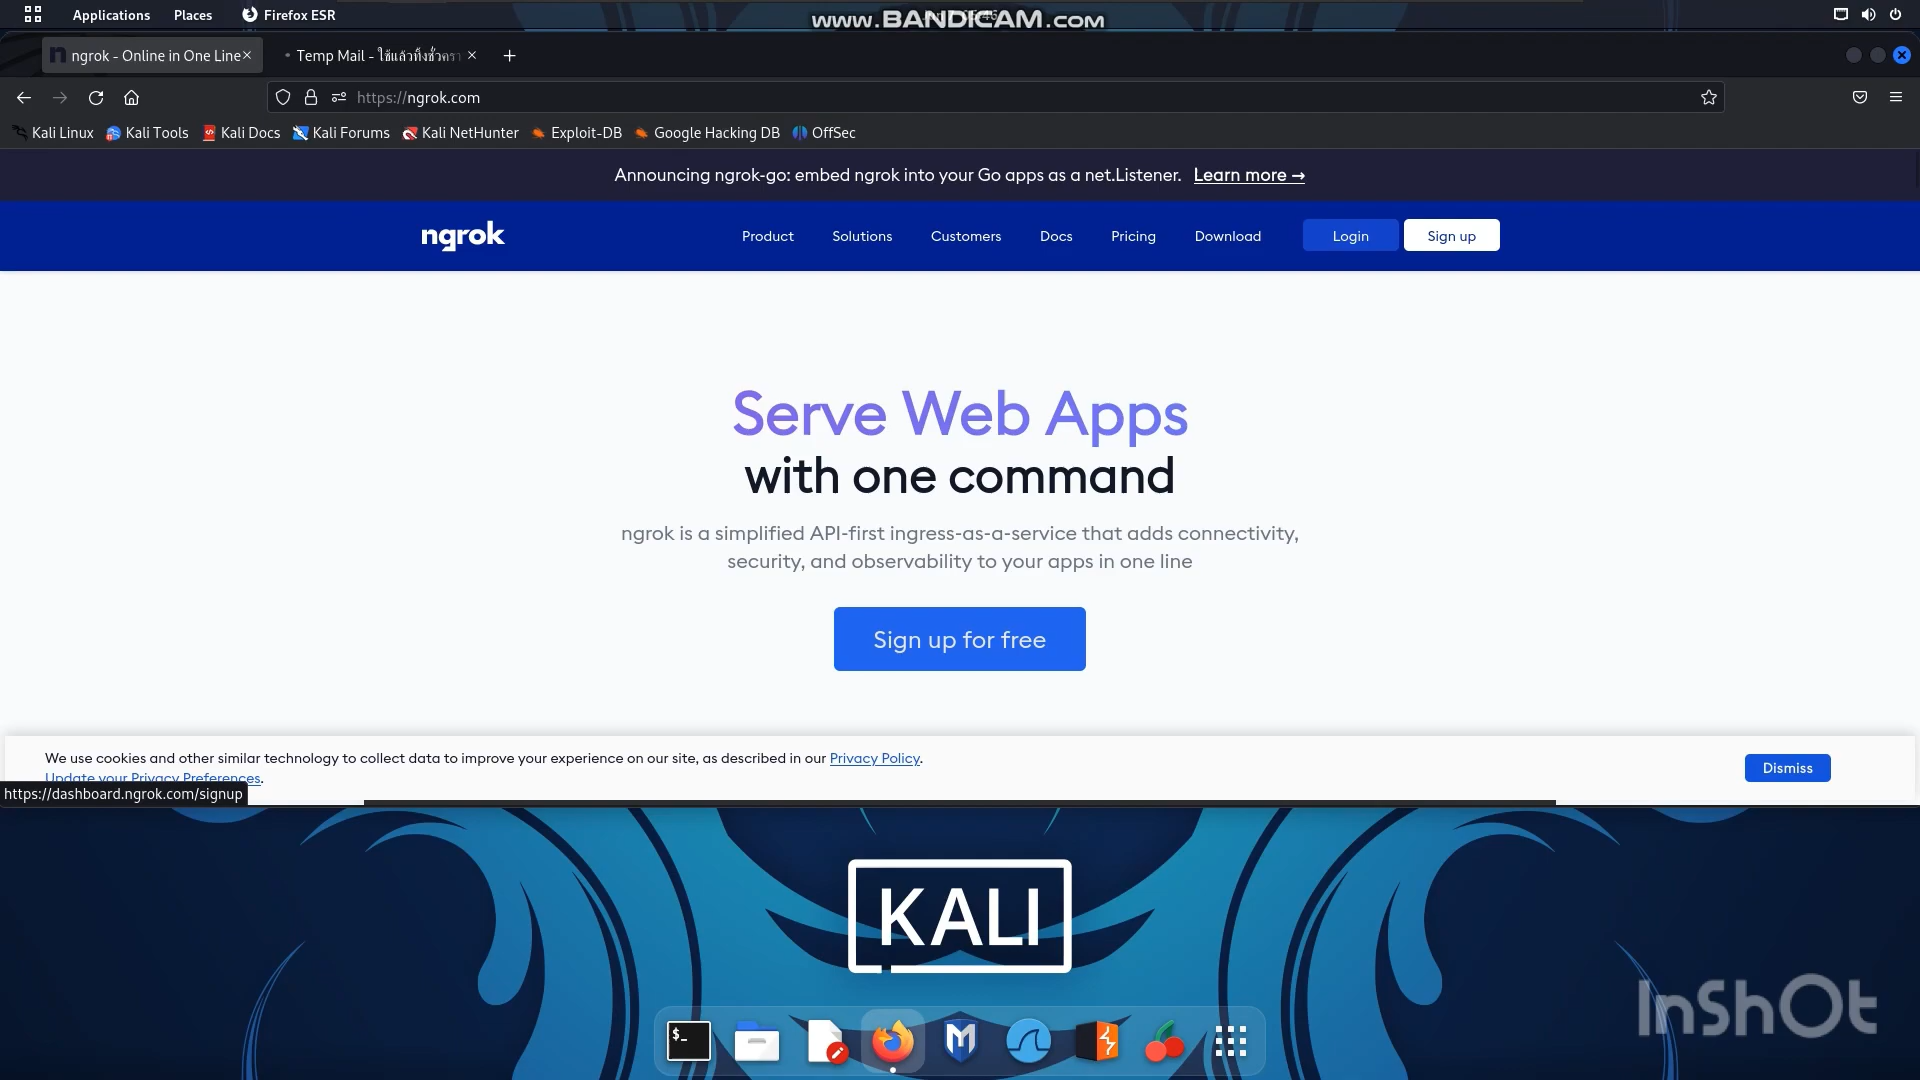 Applications Places Firefox ESR
www.BANDICAM.com
ngrok - Online in One Line
Temp Mail - ใช้แล้วทิ้งชั่วครา
https://ngrok.com
Kali Linux Kali Tools Kali Docs Kali Forums Kali NetHunter Exploit-DB Google Hacking DB OffSec
Announcing ngrok-go: embed ngrok into your Go apps as a net.Listener. Learn more →
ngrok Product Solutions Customers Docs Pricing Download Login Sign up
Serve Web Apps
with one command
ngrok is a simplified API-first ingress-as-a-service that adds connectivity,
security, and observability to your apps in one line
Sign up for free
We use cookies and other similar technology to collect data to improve your experience on our site, as described in our Privacy Policy.
Update your Privacy Preferences.
Dismiss
https://dashboard.ngrok.com/signup
KALI
InShOt
$_